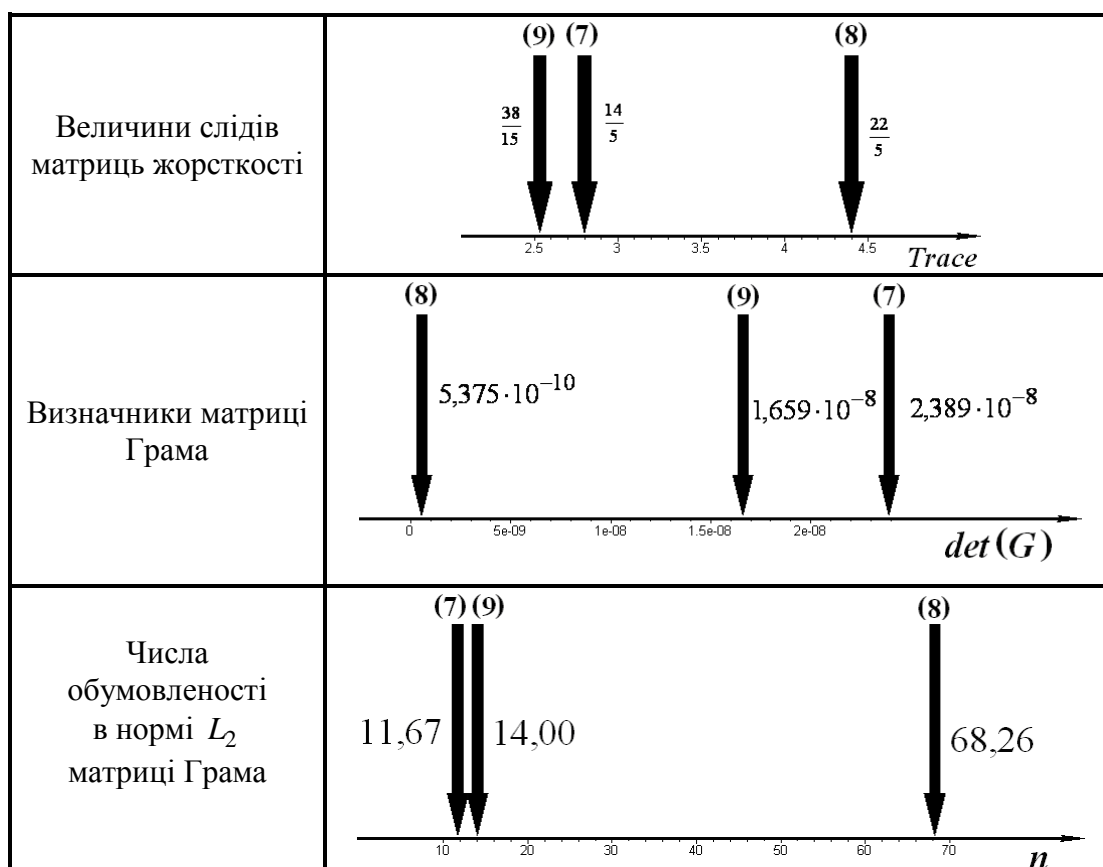 Величини слідів
матриць жорсткості
(9) (7) (8)
38/15 14/5 22/5
2.5 3 3.5 4 4.5
Trace
Визначники матриці
Грама
(8) (9) (7)
5,375·10⁻¹⁰ 1,659·10⁻⁸ 2,389·10⁻⁸
0 5e-09 1e-08 1.5e-08 2e-08
det(G)
Числа
обумовленості
в нормі L₂
матриці Грама
(7) (9) (8)
11,67 14,00 68,26
10 20 30 40 50 60 70
n